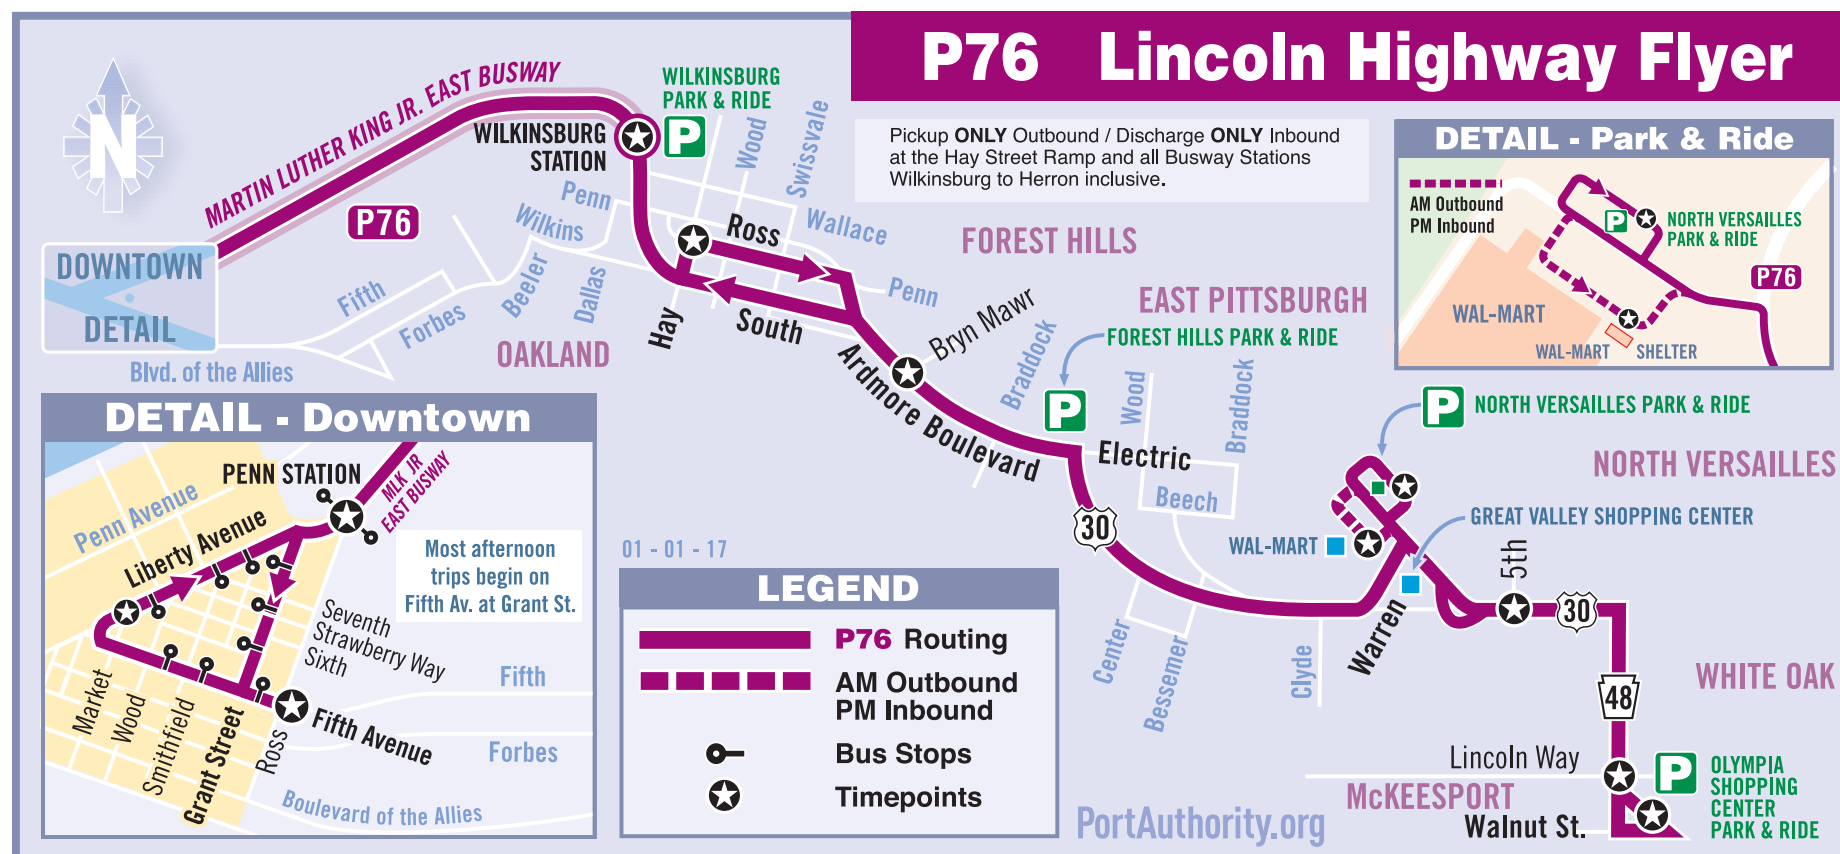 P76 Lincoln Highway Flyer
Pickup ONLY Outbound / Discharge ONLY Inbound
at the Hay Street Ramp and all Busway Stations
Wilkinsburg to Herron inclusive.
N
MARTIN LUTHER KING JR. EAST BUSWAY
P76
WILKINSBURG
STATION
WILKINSBURG
PARK & RIDE
P
DOWNTOWN
DETAIL
Blvd. of the Allies
Fifth
Forbes
Beeler
Wilkins
Penn
Dallas
Wood
Swissvale
Wallace
Ross
Penn
Hay
South
OAKLAND
FOREST HILLS
Bryn Mawr
Ardmore Boulevard
Braddock
EAST PITTSBURGH
FOREST HILLS PARK & RIDE
P
Wood
Braddock
Electric
Beech
30
Center
Bessemer
Clyde
Warren
WAL-MART
P
NORTH VERSAILLES PARK & RIDE
NORTH VERSAILLES
GREAT VALLEY SHOPPING CENTER
5th
30
WHITE OAK
48
Lincoln Way
McKEESPORT
Walnut St.
P
OLYMPIA
SHOPPING
CENTER
PARK & RIDE
PortAuthority.org
DETAIL - Park & Ride
AM Outbound
PM Inbound
P
NORTH VERSAILLES
PARK & RIDE
P76
WAL-MART
WAL-MART SHELTER
DETAIL - Downtown
PENN STATION
MLK JR
EAST BUSWAY
Penn Avenue
Liberty Avenue
Most afternoon
trips begin on
Fifth Av. at Grant St.
Seventh
Strawberry Way
Sixth
Fifth
Market
Wood
Smithfield
Grant Street
Ross
Fifth Avenue
Forbes
Boulevard of the Allies
01 - 01 - 17
LEGEND
P76 Routing
AM Outbound
PM Inbound
Bus Stops
Timepoints